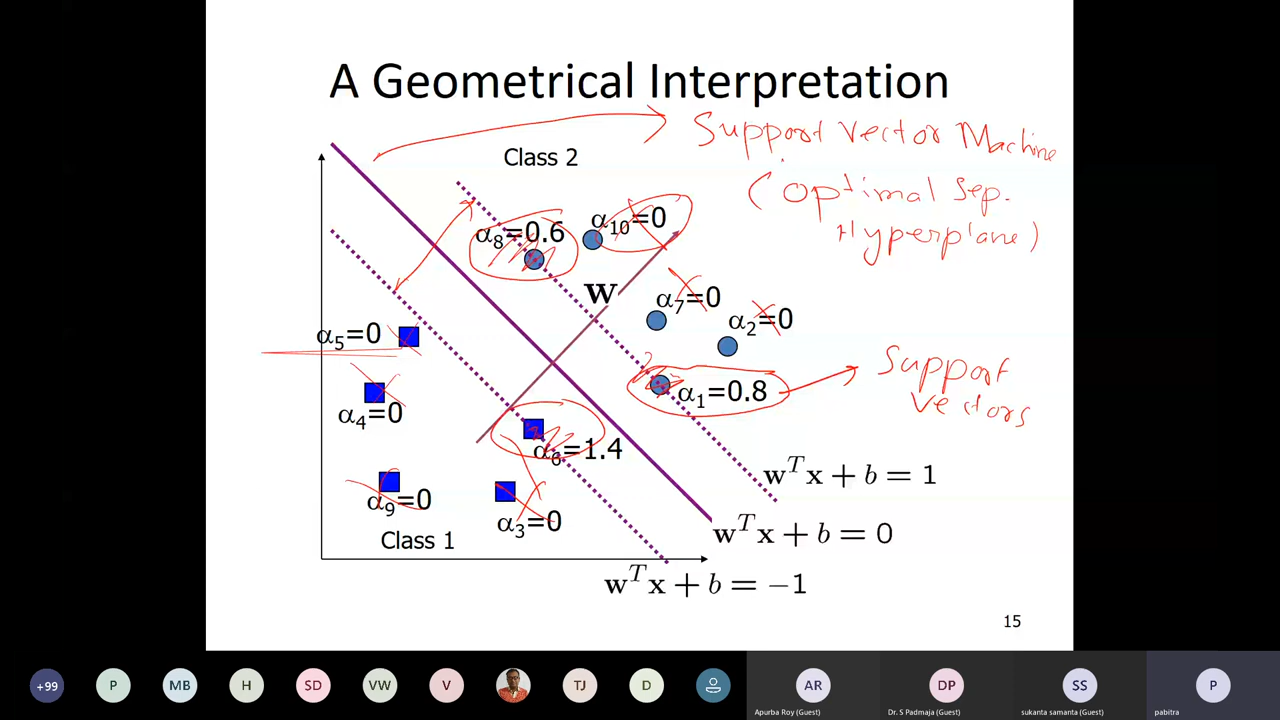 A Geometrical Interpretation
Support Vector Machine
(Optimal Sep.
Hyperplane)
Class 2
α₈=0.6
α₁₀=0
w
α₇=0
α₂=0
α₅=0
α₄=0
α₁=0.8
Support
vectors
α₆=1.4
α₉=0
α₃=0
Class 1
wᵀx + b = 1
wᵀx + b = 0
wᵀx + b = −1
15
+99
P
MB
H
SD
VW
V
TJ
D
AR
DP
SS
P
Apurba Roy (Guest)
Dr. S Padmaja (Guest)
sukanta samanta (Guest)
pabitra